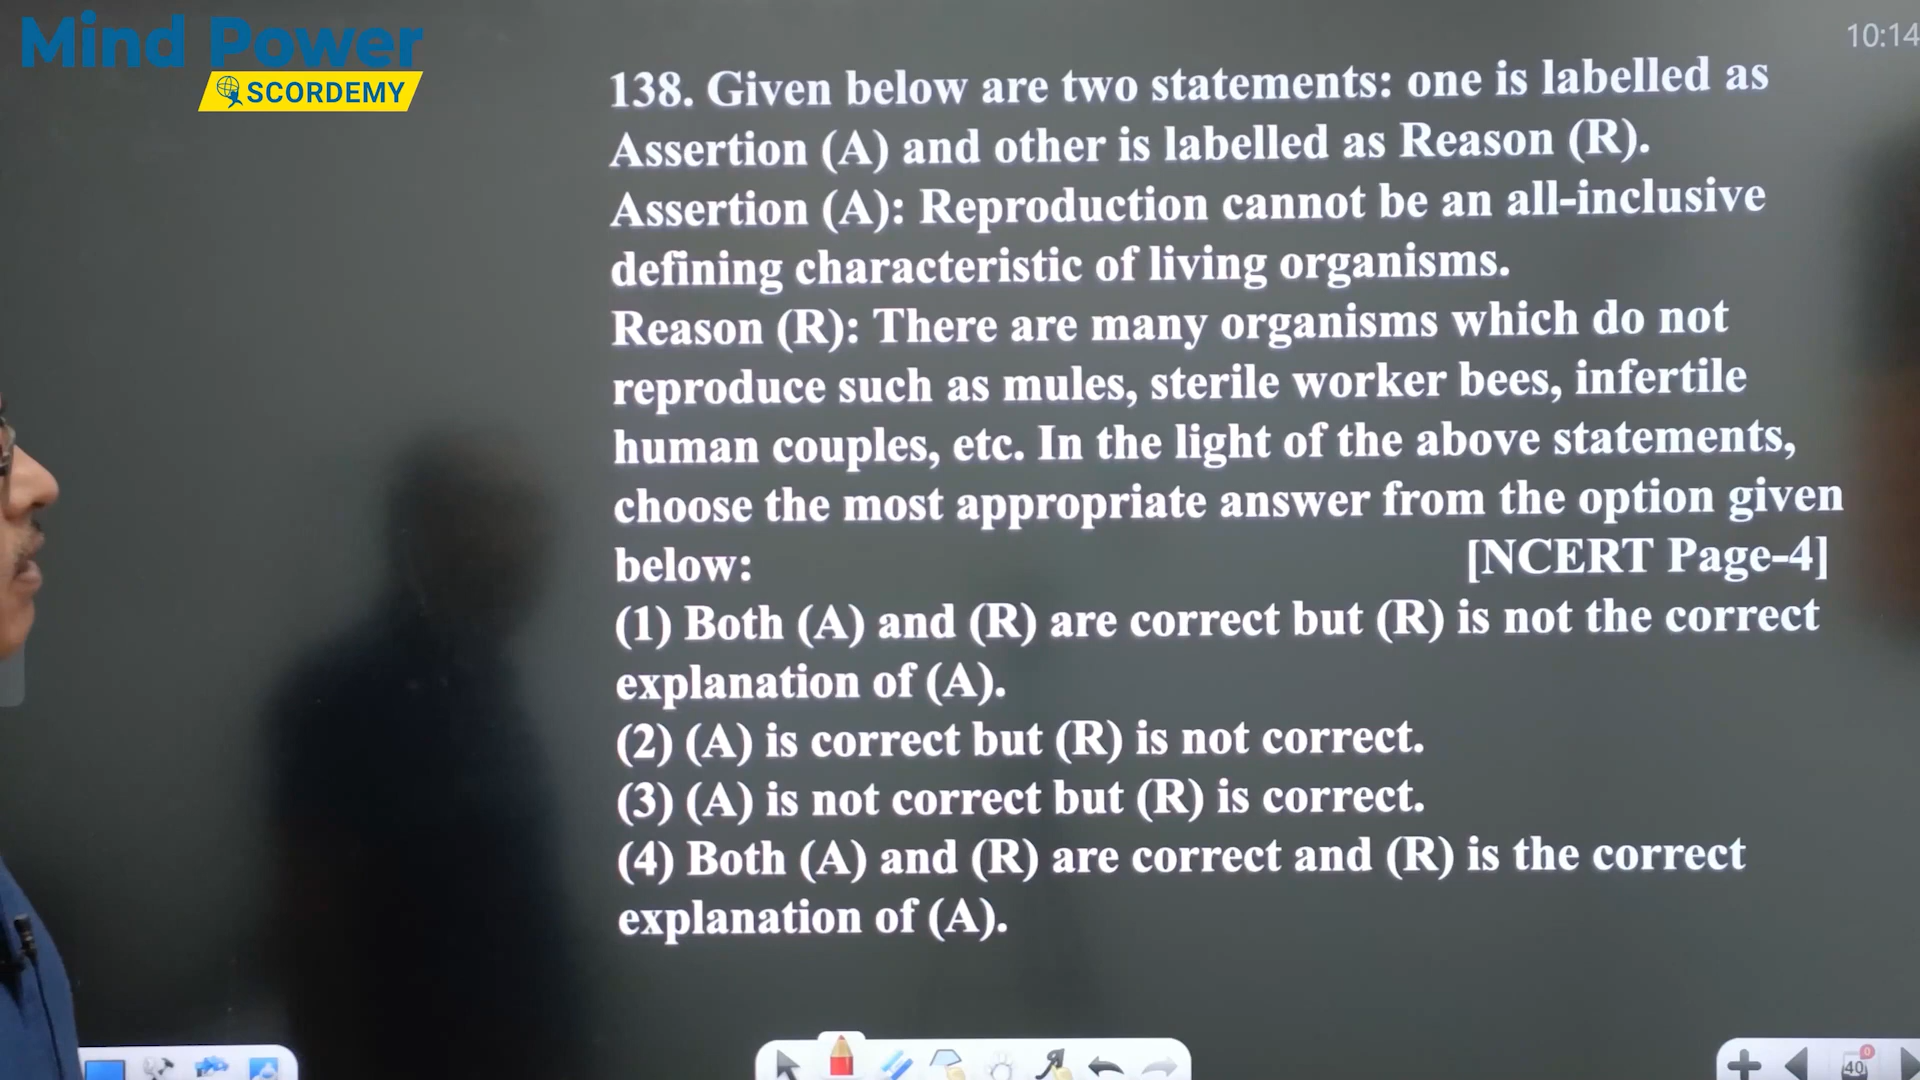 Mind Power
SCORDEMY
10:14
138. Given below are two statements: one is labelled as
Assertion (A) and other is labelled as Reason (R).
Assertion (A): Reproduction cannot be an all-inclusive
defining characteristic of living organisms.
Reason (R): There are many organisms which do not
reproduce such as mules, sterile worker bees, infertile
human couples, etc. In the light of the above statements,
choose the most appropriate answer from the option given
below: [NCERT Page-4]
(1) Both (A) and (R) are correct but (R) is not the correct
explanation of (A).
(2) (A) is correct but (R) is not correct.
(3) (A) is not correct but (R) is correct.
(4) Both (A) and (R) are correct and (R) is the correct
explanation of (A).
40
0